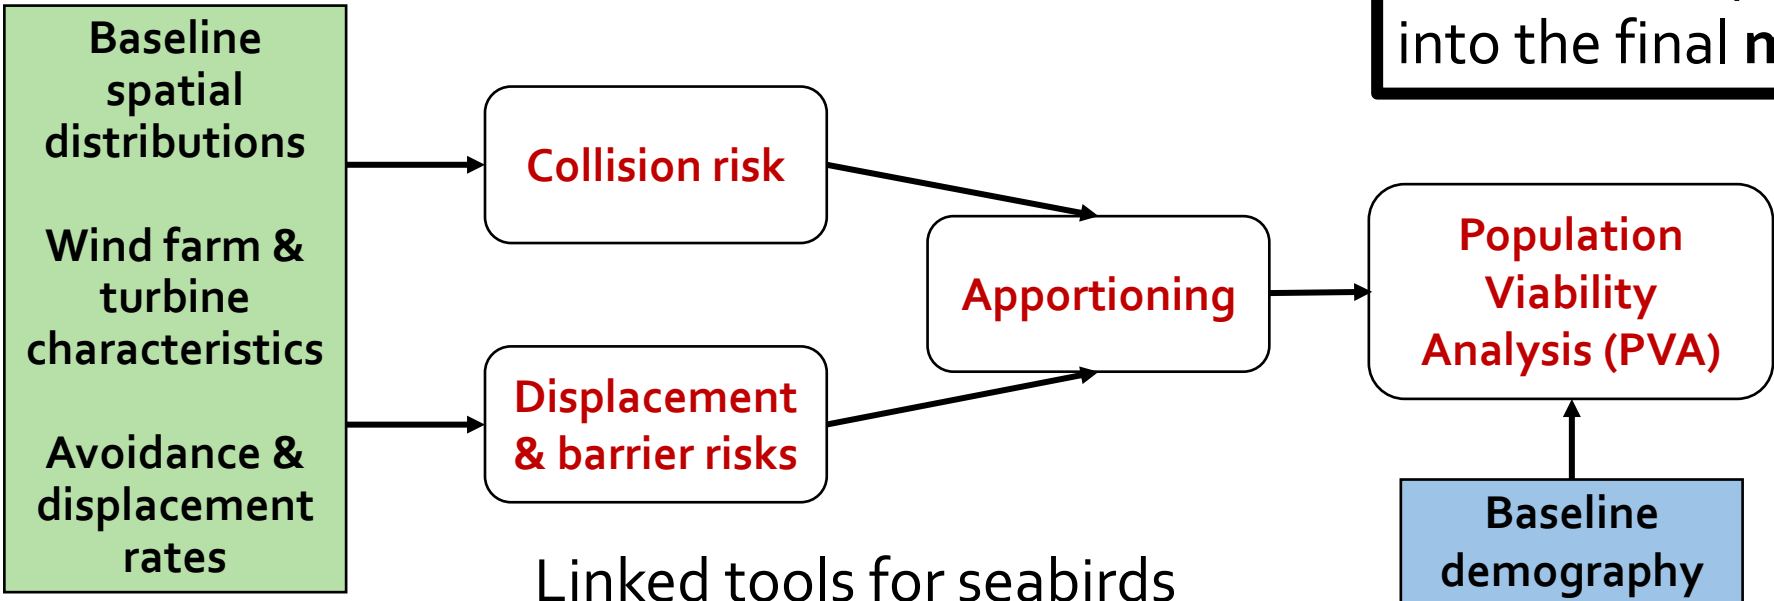 Baseline
spatial
distributions
Wind farm &
turbine
characteristics
Avoidance &
displacement
rates
Collision risk
Displacement
& barrier risks
Apportioning
into the final
Population
Viability
Analysis (PVA)
Baseline
demography
Linked tools for seabirds